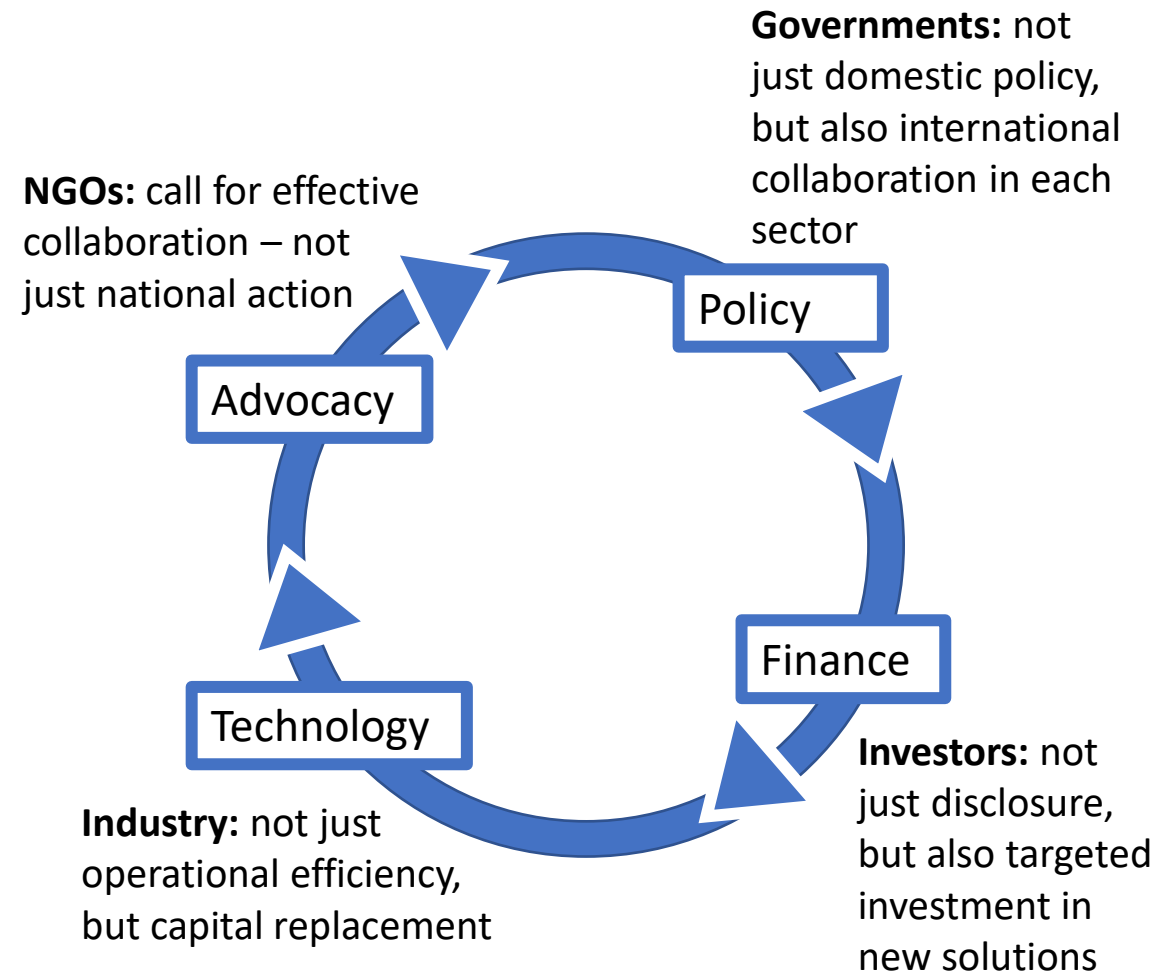 Governments: not
just domestic policy,
but also international
collaboration in each
sector
NGOs: call for effective
collaboration – not
just national action
Policy
Advocacy
Finance
Technology
Investors: not
just disclosure,
but also targeted
investment in
new solutions
Industry: not just
operational efficiency,
but capital replacement